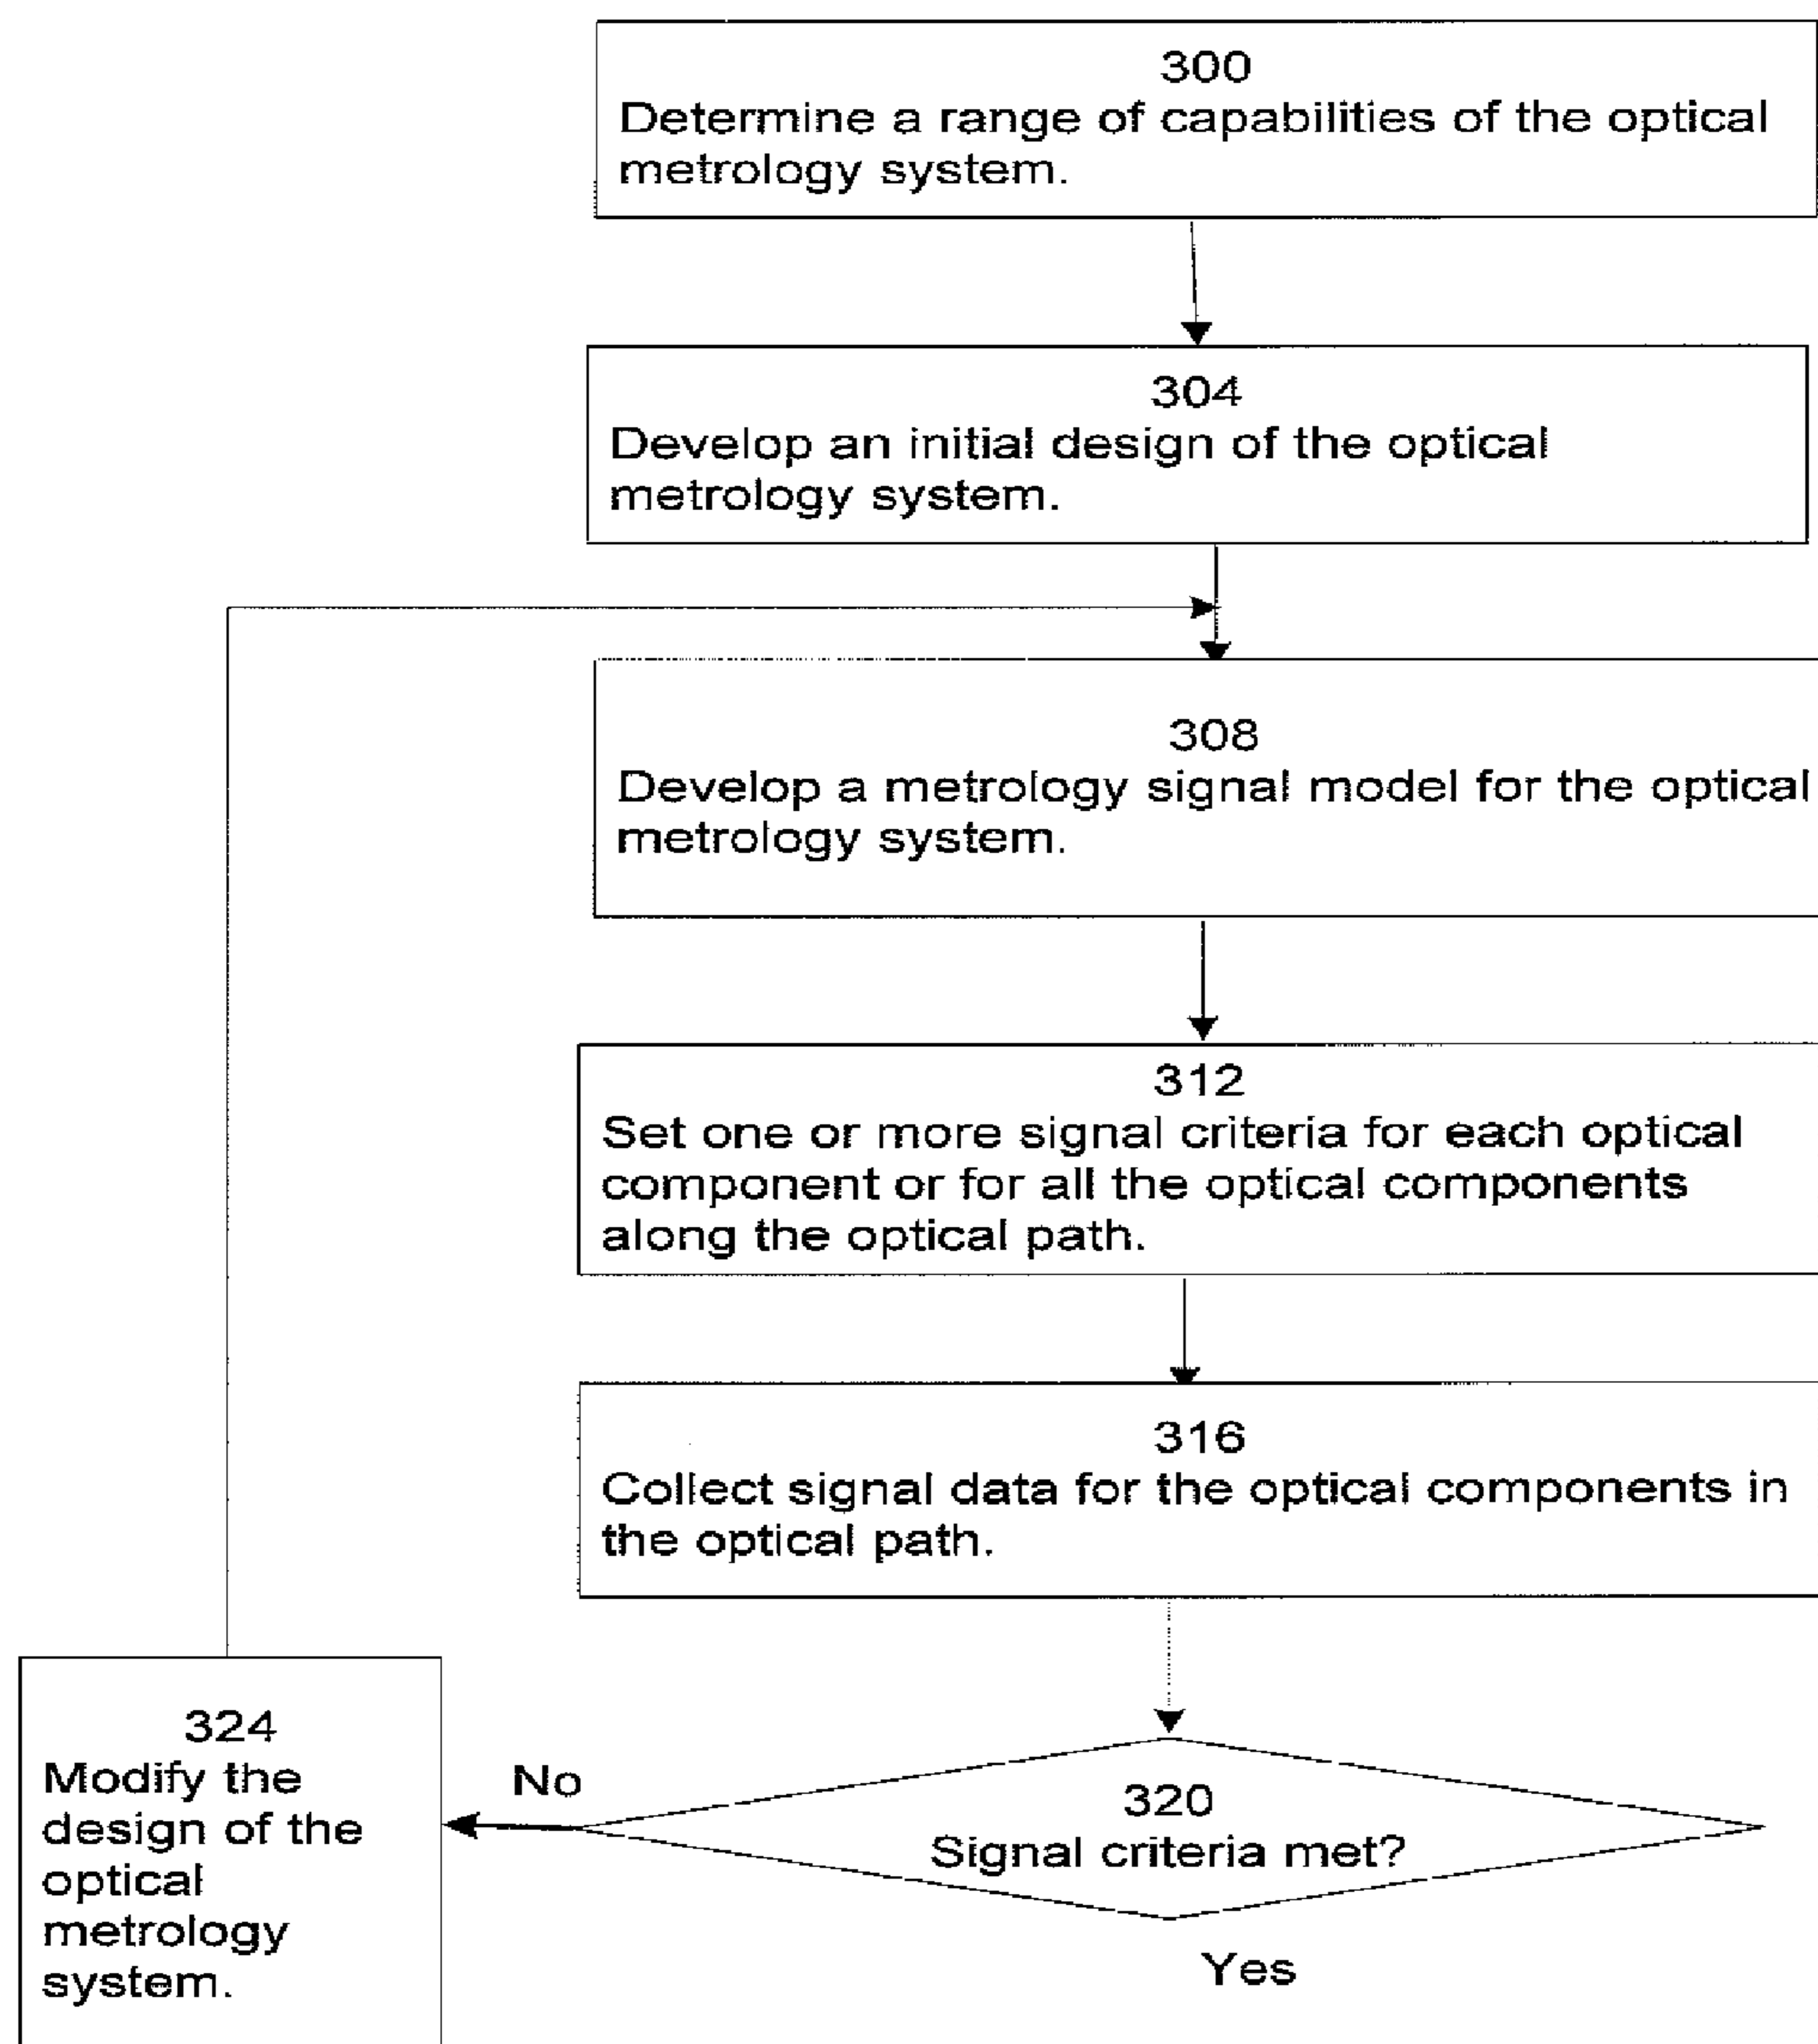 300
Determine a range of capabilities of the optical
metrology system.
304
Develop an initial design of the optical
metrology system.
308
Develop a metrology signal model for the optical
metrology system.
312
Set one or more signal criteria for each optical
component or for all the optical components
along the optical path.
316
Collect signal data for the optical components in
the optical path.
320
Signal criteria met?
No
Yes
324
Modify the
design of the
optical
metrology
system.